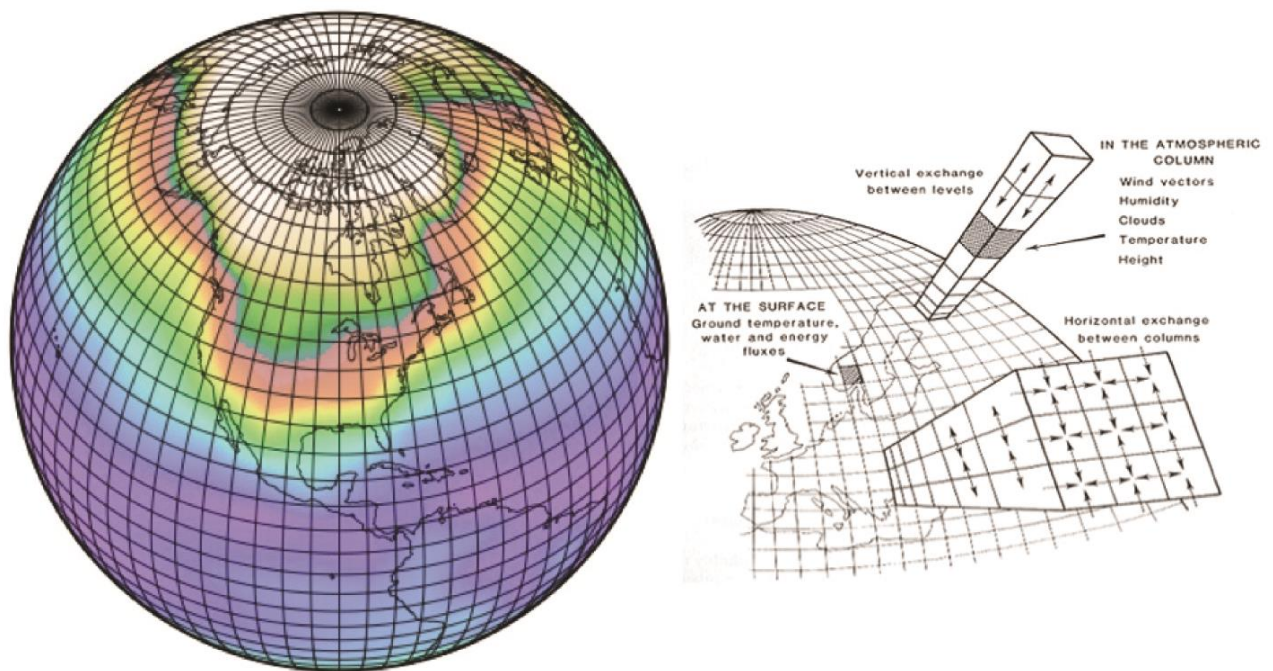 Vertical exchange
between levels
IN THE ATMOSPHERIC
COLUMN
Wind vectors
Humidity
Clouds
Temperature
Height
AT THE SURFACE
Ground temperature,
water and energy
fluxes
Horizontal exchange
between columns